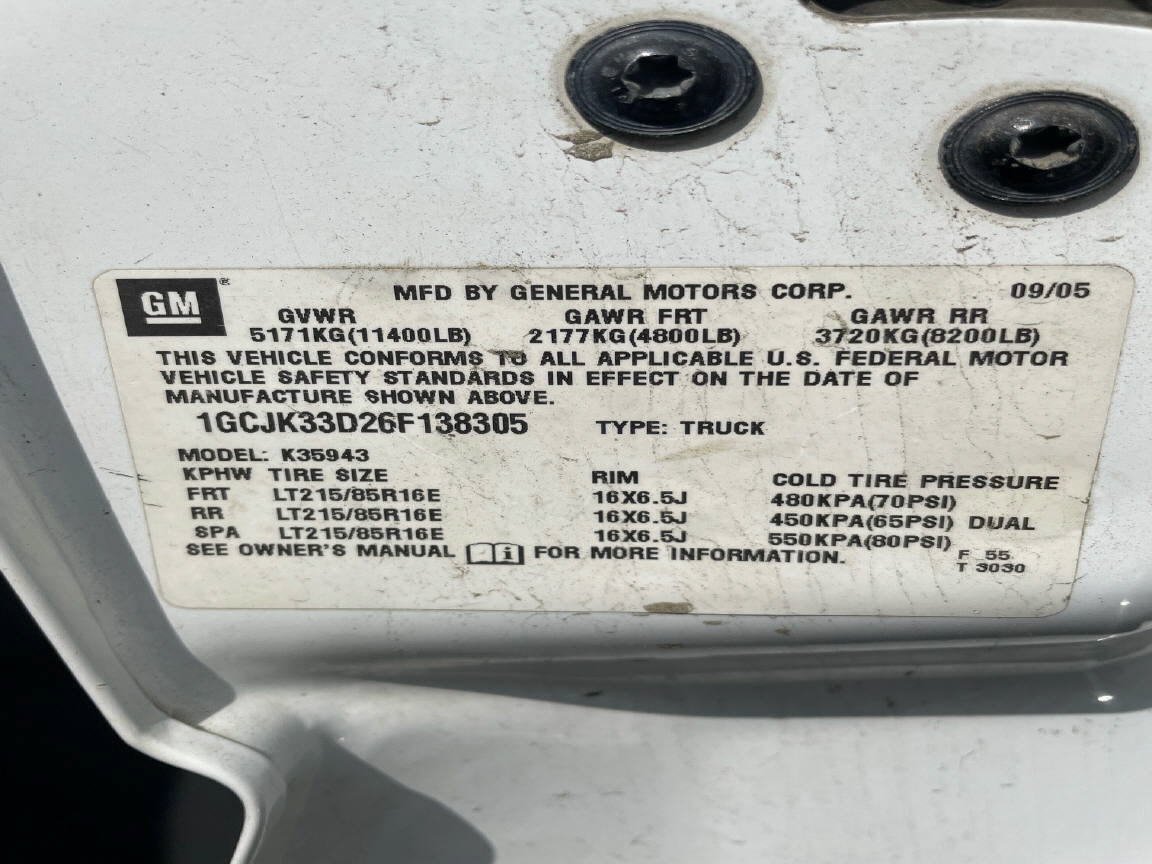 GM ® MFD BY GENERAL MOTORS CORP. 09/05
GVWR GAWR FRT GAWR RR
5171KG(11400LB) 2177KG(4800LB) 3720KG(8200LB)
THIS VEHICLE CONFORMS TO ALL APPLICABLE U.S. FEDERAL MOTOR
VEHICLE SAFETY STANDARDS IN EFFECT ON THE DATE OF
MANUFACTURE SHOWN ABOVE.
1GCJK33D26F138305 TYPE: TRUCK
MODEL: K35943
KPHW TIRE SIZE RIM COLD TIRE PRESSURE
FRT LT215/85R16E 16X6.5J 480KPA(70PSI)
RR LT215/85R16E 16X6.5J 450KPA(65PSI) DUAL
SPA LT215/85R16E 16X6.5J 550KPA(80PSI)
SEE OWNER'S MANUAL FOR MORE INFORMATION. F 55
T 3030